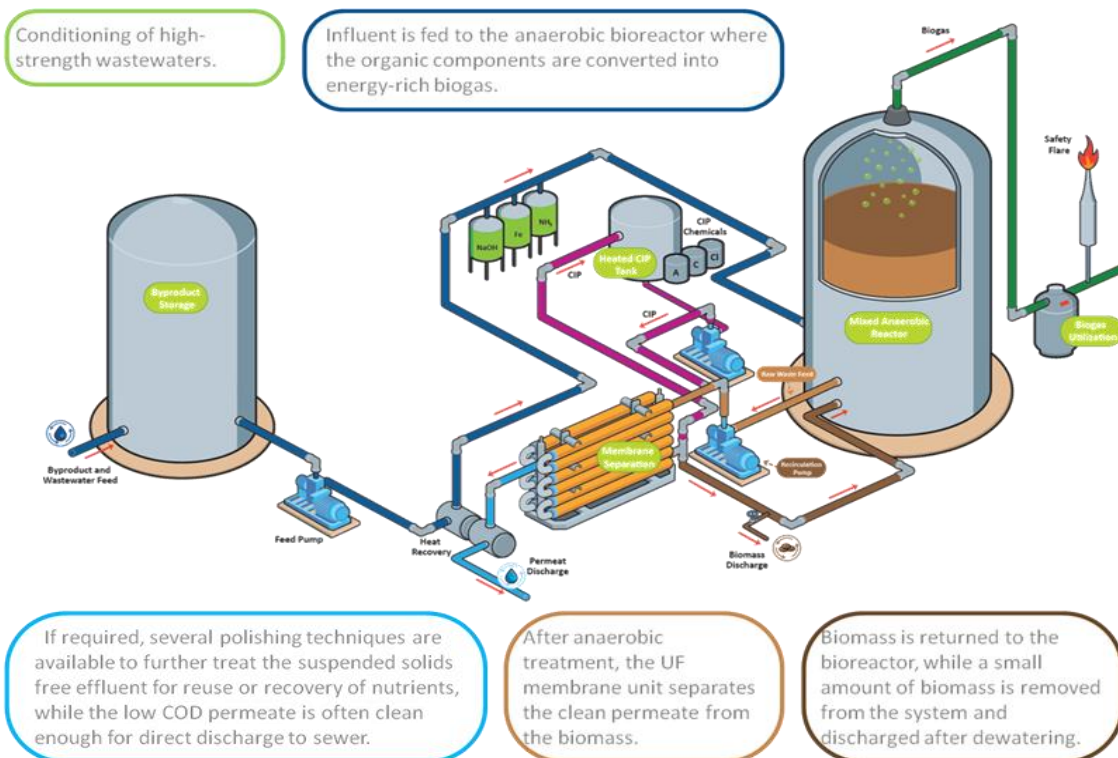 Conditioning of high-
strength wastewaters.
Influent is fed to the anaerobic bioreactor where
the organic components are converted into
energy-rich biogas.
Biogas
Safety
Flare
NaOH
Fe
NH₃
CIP
Chemicals
Heated CIP
Tank
A
C
Cl
CIP
CIP
Byproduct
Storage
Mixed Anaerobic
Reactor
Biogas
Utilization
Raw Waste Feed
Membrane
Separation
Recirculation
Pump
Byproduct and
Wastewater Feed
Feed Pump
Heat
Recovery
Permeat
Discharge
Biomass
Discharge
If required, several polishing techniques are
available to further treat the suspended solids
free effluent for reuse or recovery of nutrients,
while the low COD permeate is often clean
enough for direct discharge to sewer.
After anaerobic
treatment, the UF
membrane unit separates
the clean permeate from
the biomass.
Biomass is returned to the
bioreactor, while a small
amount of biomass is removed
from the system and
discharged after dewatering.